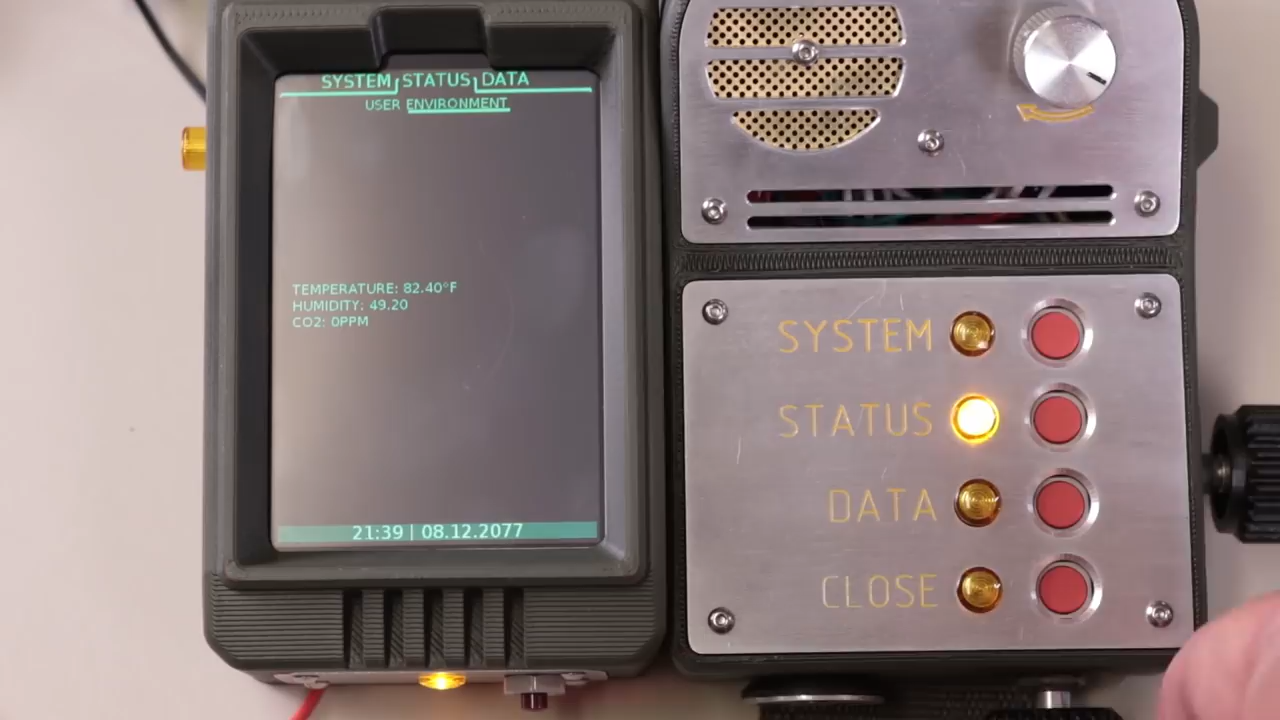 SYSTEM STATUS DATA
USER ENVIRONMENT
TEMPERATURE: 82.40°F
HUMIDITY: 49.20
CO2: 0PPM
21:39 | 08.12.2077
SYSTEM
STATUS
DATA
CLOSE